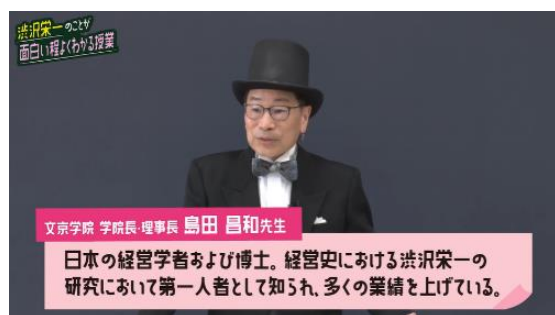 渋沢栄一のことが
面白い程よくわかる授業
文京学院 学院長・理事長 島田 昌和先生
日本の経営学者および博士。経営史における渋沢栄一の
研究において第一人者として知られ、多くの業績を上げている。